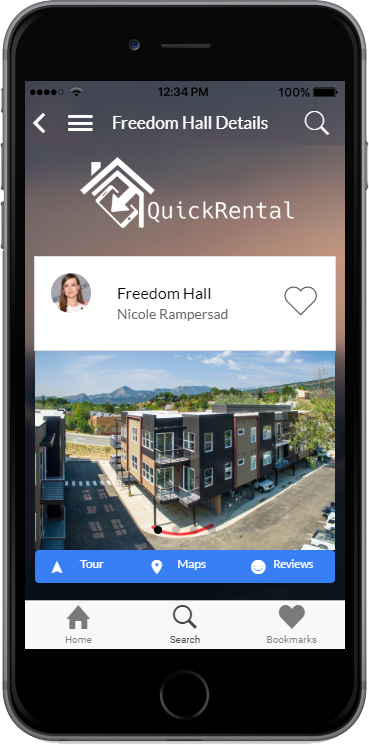 12:34 PM 100%
Freedom Hall Details
QuickRental
Freedom Hall
Nicole Rampersad
Tour Maps Reviews
Home Search Bookmarks